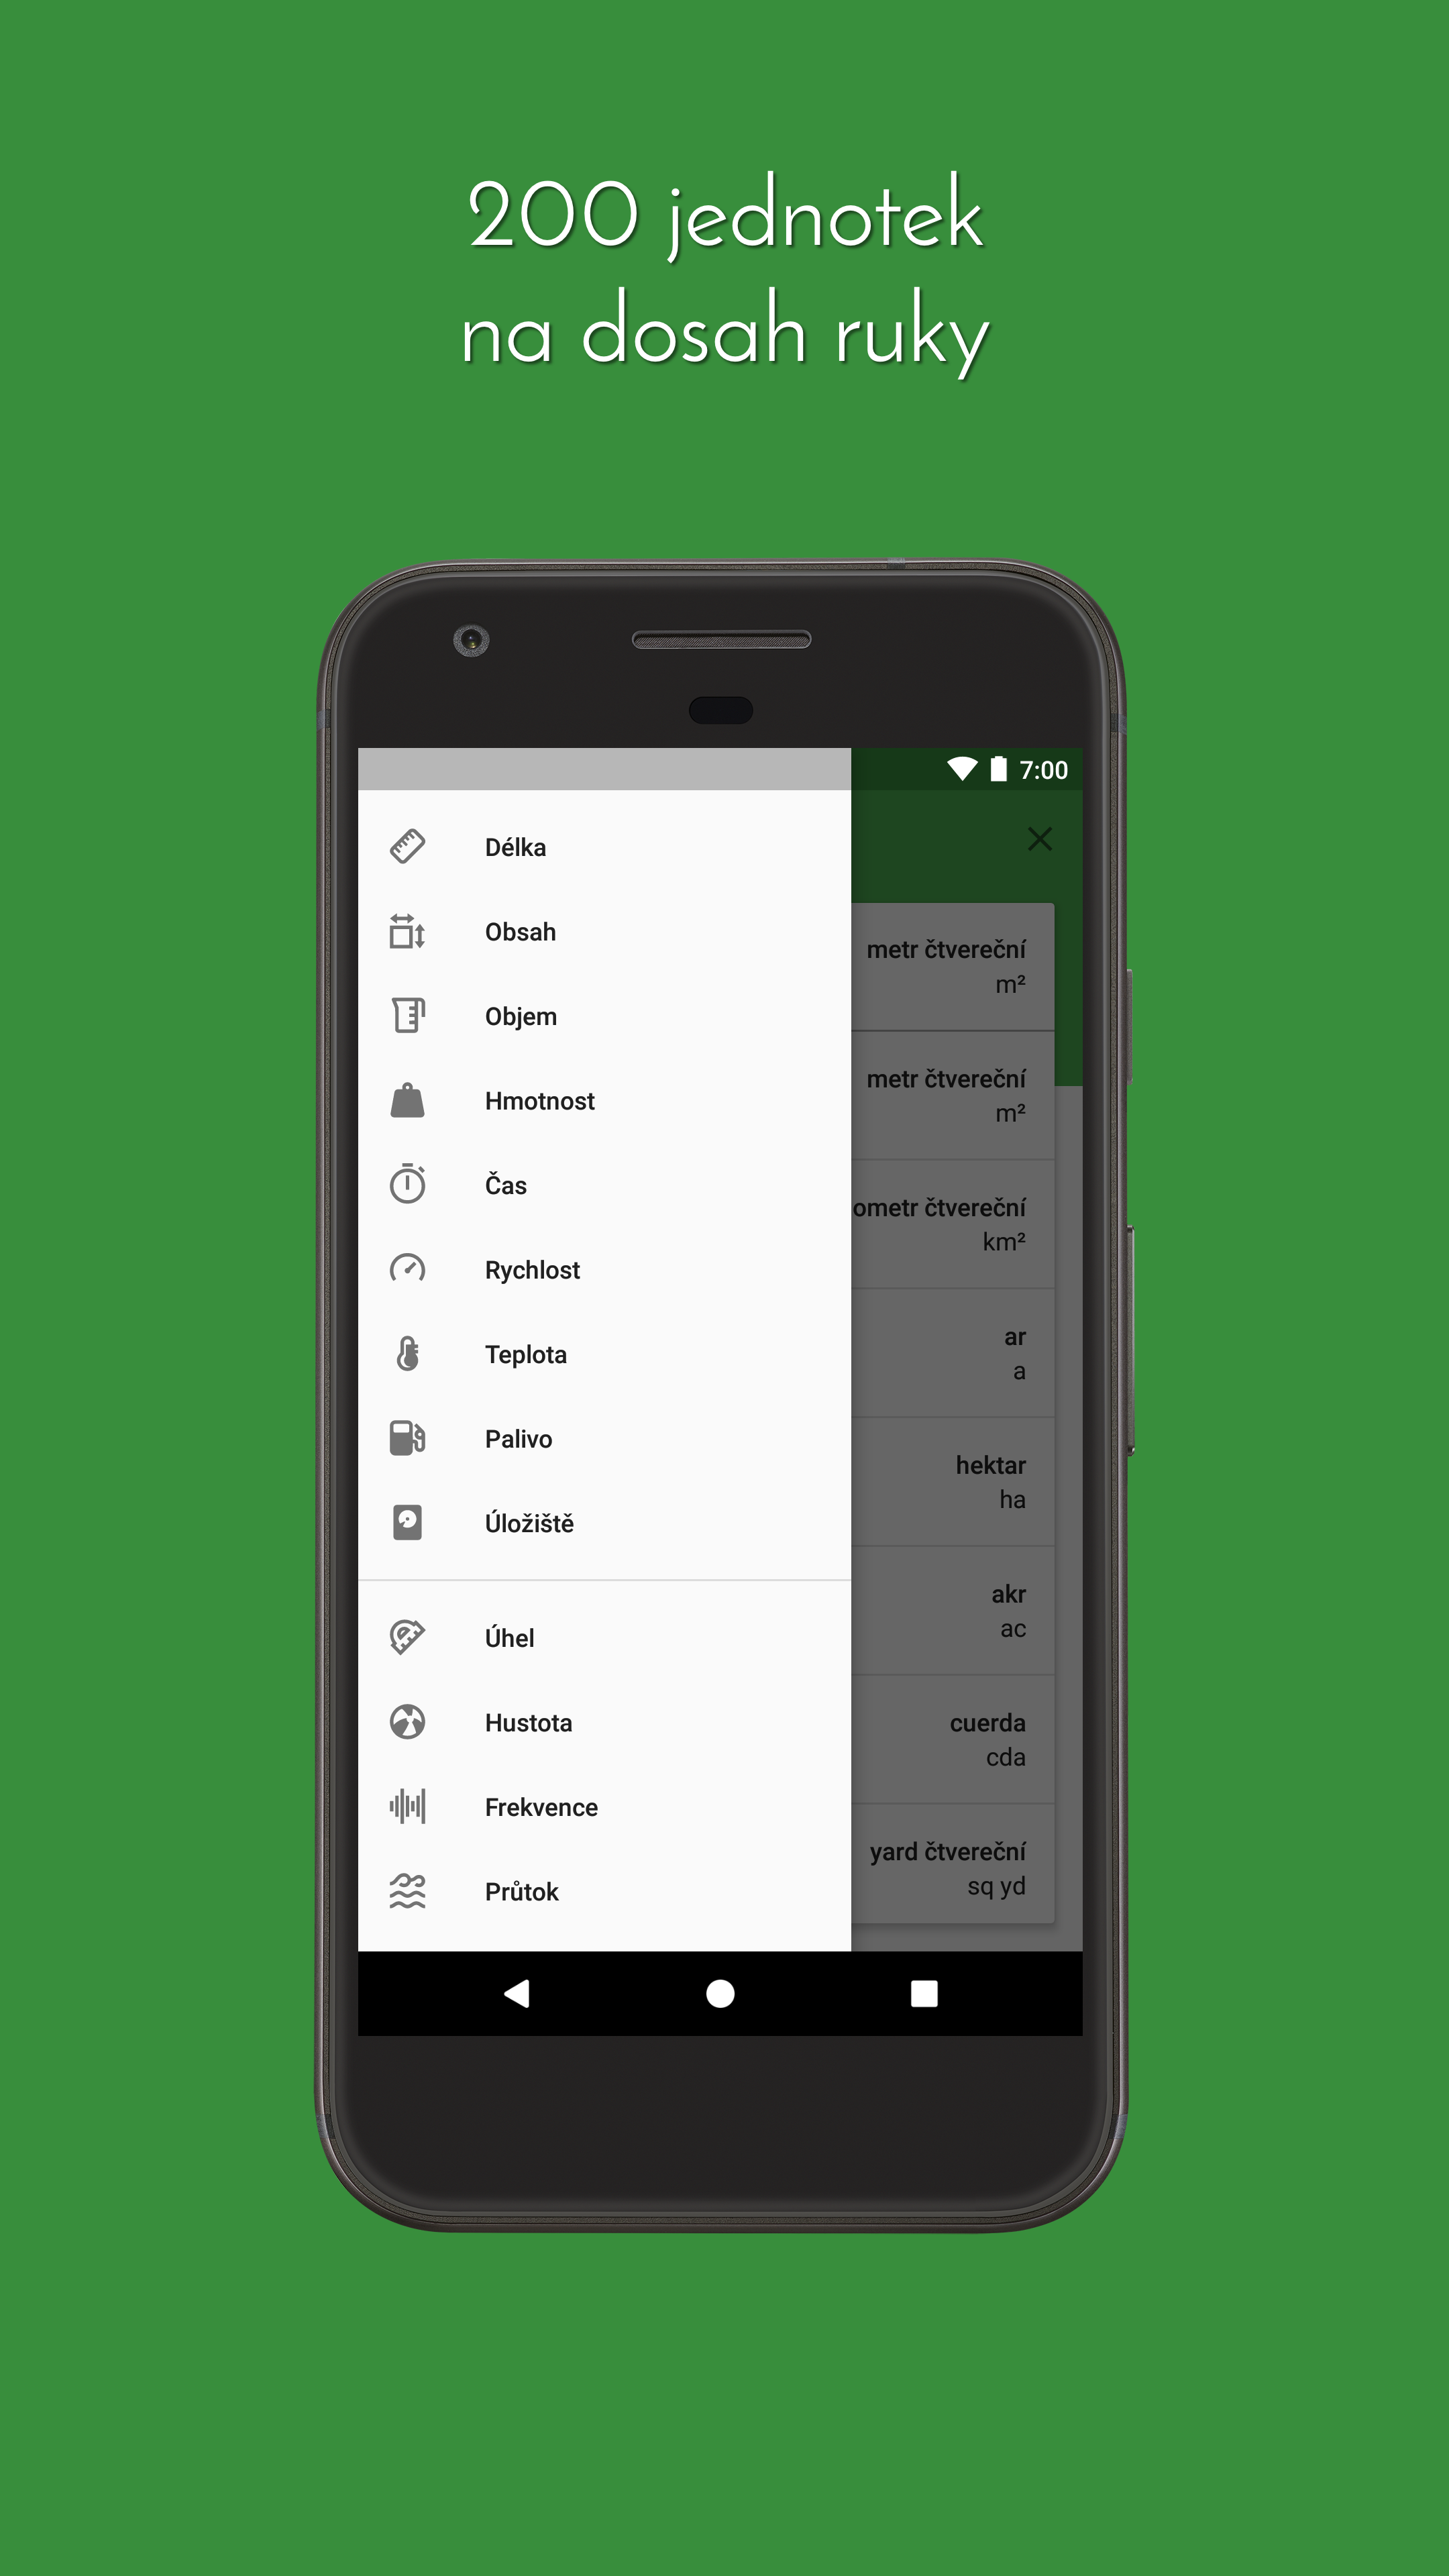 200 jednotek
na dosah ruky
7:00
Délka
Obsah
Objem
Hmotnost
Čas
Rychlost
Teplota
Palivo
Úložiště
Úhel
Hustota
Frekvence
Průtok
metr čtvereční
m²
metr čtvereční
m²
ometr čtvereční
km²
ar
a
hektar
ha
akr
ac
cuerda
cda
yard čtvereční
sq yd